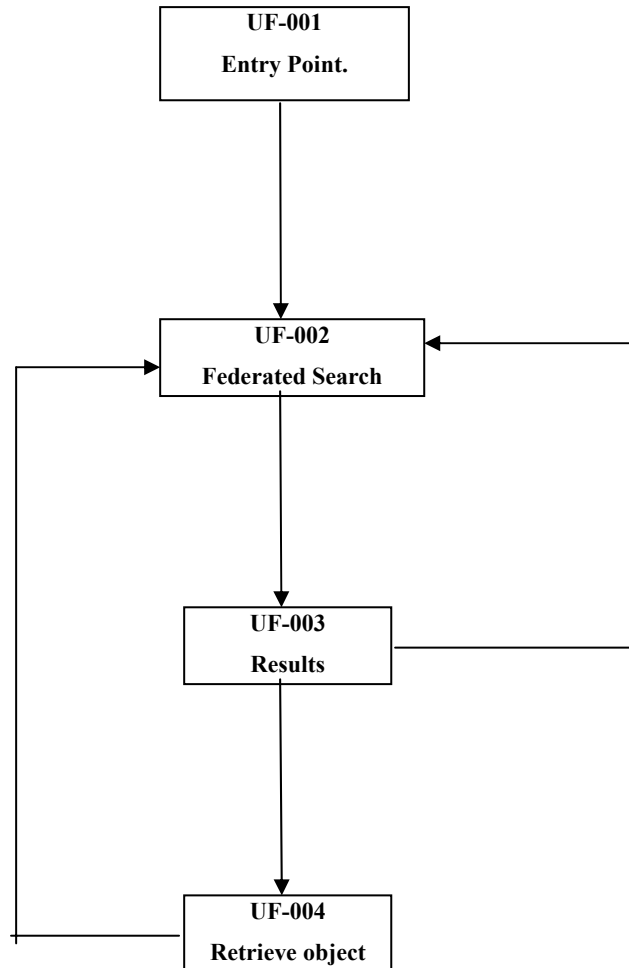 UF-001
Entry Point.
UF-002
Federated Search
UF-003
Results
UF-004
Retrieve object